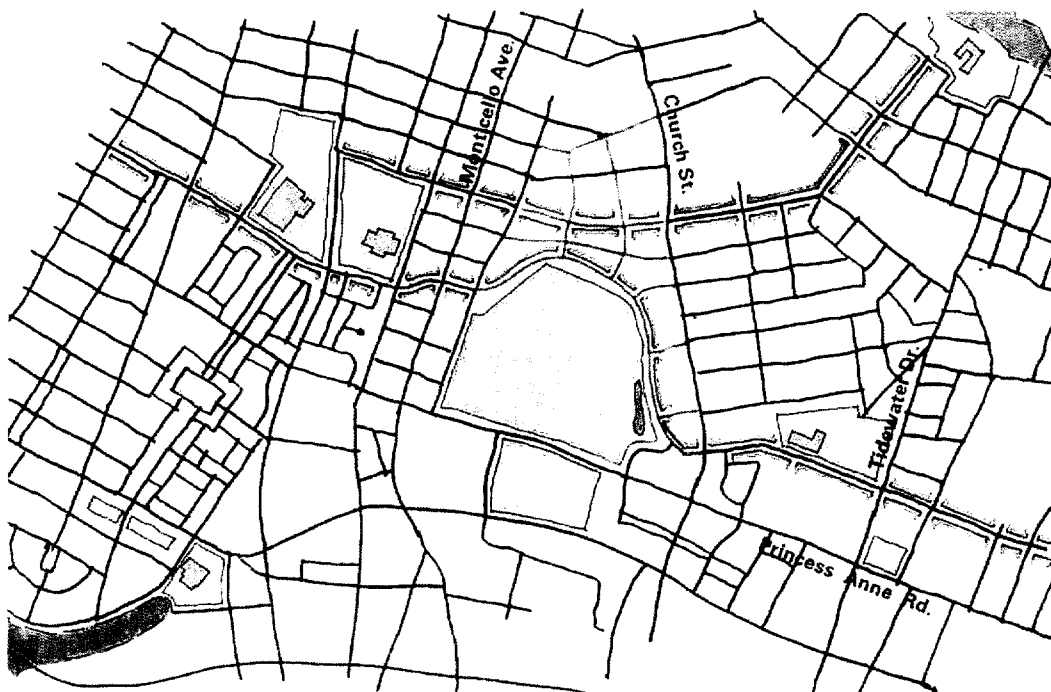 Monticello Ave.
Church St.
Tidewater Dr.
Princess Anne Rd.